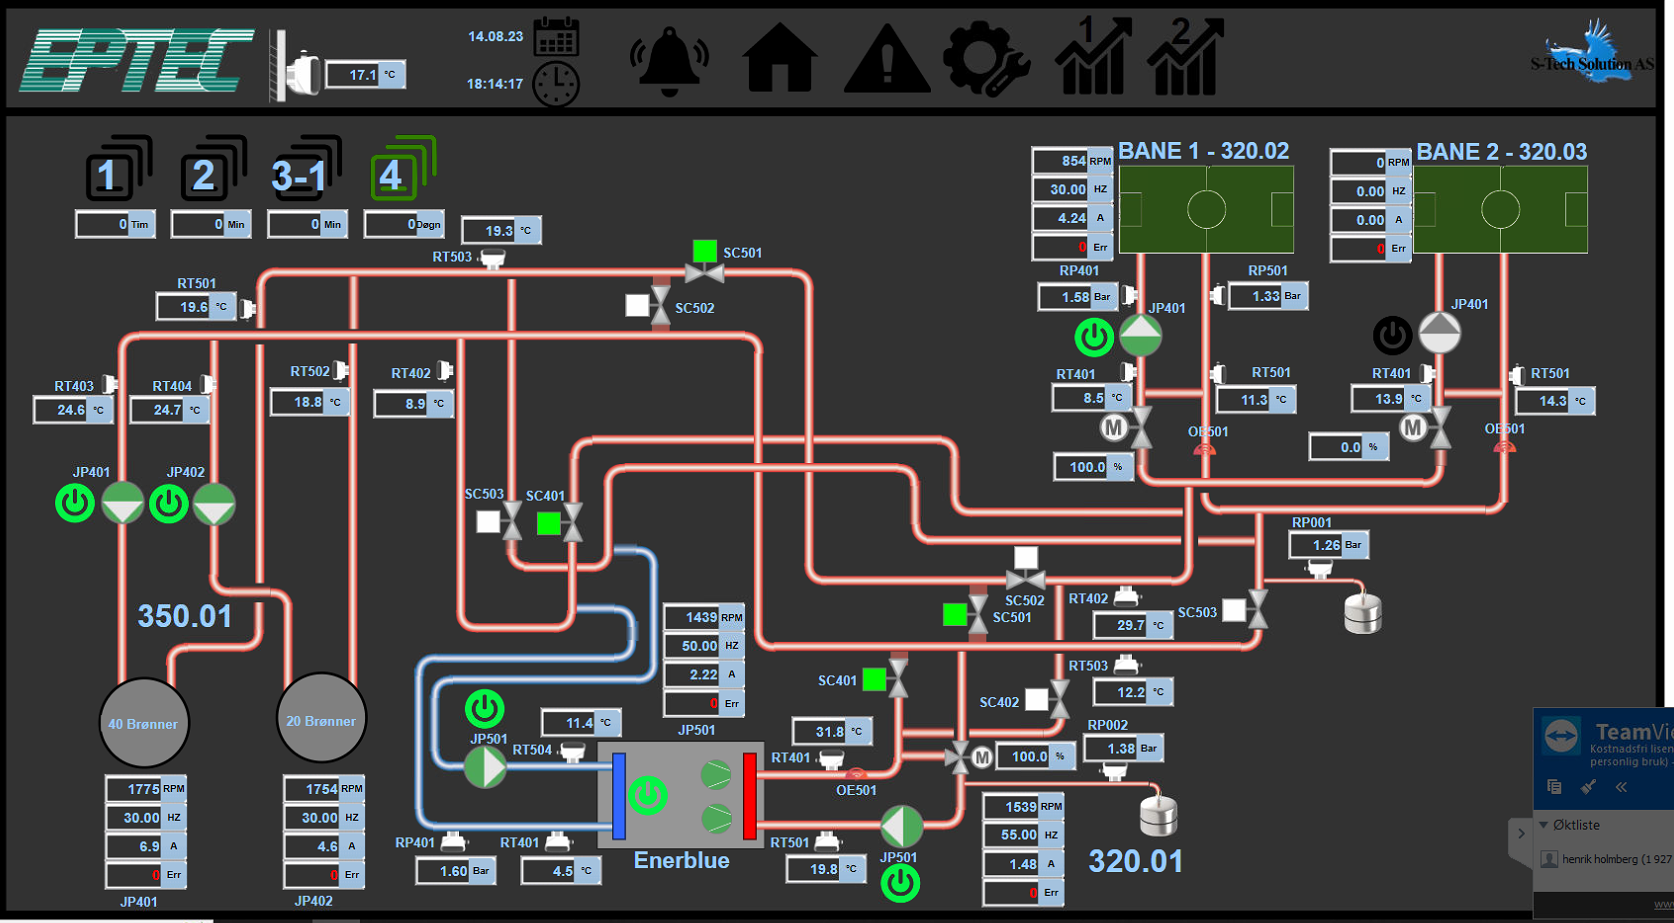 EPTEC
17.1 °C
14.08.23
18:14:17
1
2
S-Tech Solution AS
1
2
3-1
4
0 Tim
0 Min
0 Min
0 Døgn
BANE 1 - 320.02
854 RPM
30.00 HZ
4.24 A
0 Err
BANE 2 - 320.03
0 RPM
0.00 HZ
0.00 A
0 Err
19.3 °C
RT503
SC501
RT501
19.6 °C
SC502
RP401
1.58 Bar
RP501
1.33 Bar
JP401
JP401
RT403
24.6 °C
RT404
24.7 °C
RT502
18.8 °C
RT402
8.9 °C
RT401
8.5 °C
RT501
11.3 °C
RT401
13.9 °C
RT501
14.3 °C
M
M
OE501
OE501
100.0 %
0.0 %
JP401
JP402
SC503
SC401
RP001
1.26 Bar
350.01
SC502
SC501
RT402
29.7 °C
SC503
1439 RPM
50.00 HZ
2.22 A
0 Err
JP501
SC401
RT503
12.2 °C
SC402
40 Brønner
20 Brønner
JP501
11.4 °C
RT504
31.8 °C
RT401
OE501
M
100.0 %
RP002
1.38 Bar
1775 RPM
30.00 HZ
6.9 A
0 Err
JP401
1754 RPM
30.00 HZ
4.6 A
0 Err
JP402
RP401
1.60 Bar
RT401
4.5 °C
Enerblue
RT501
19.8 °C
JP501
1539 RPM
55.00 HZ
1.48 A
0 Err
320.01
Kostnadsfri
personlig bruk) -
Øktliste
henrik holmberg (1 927